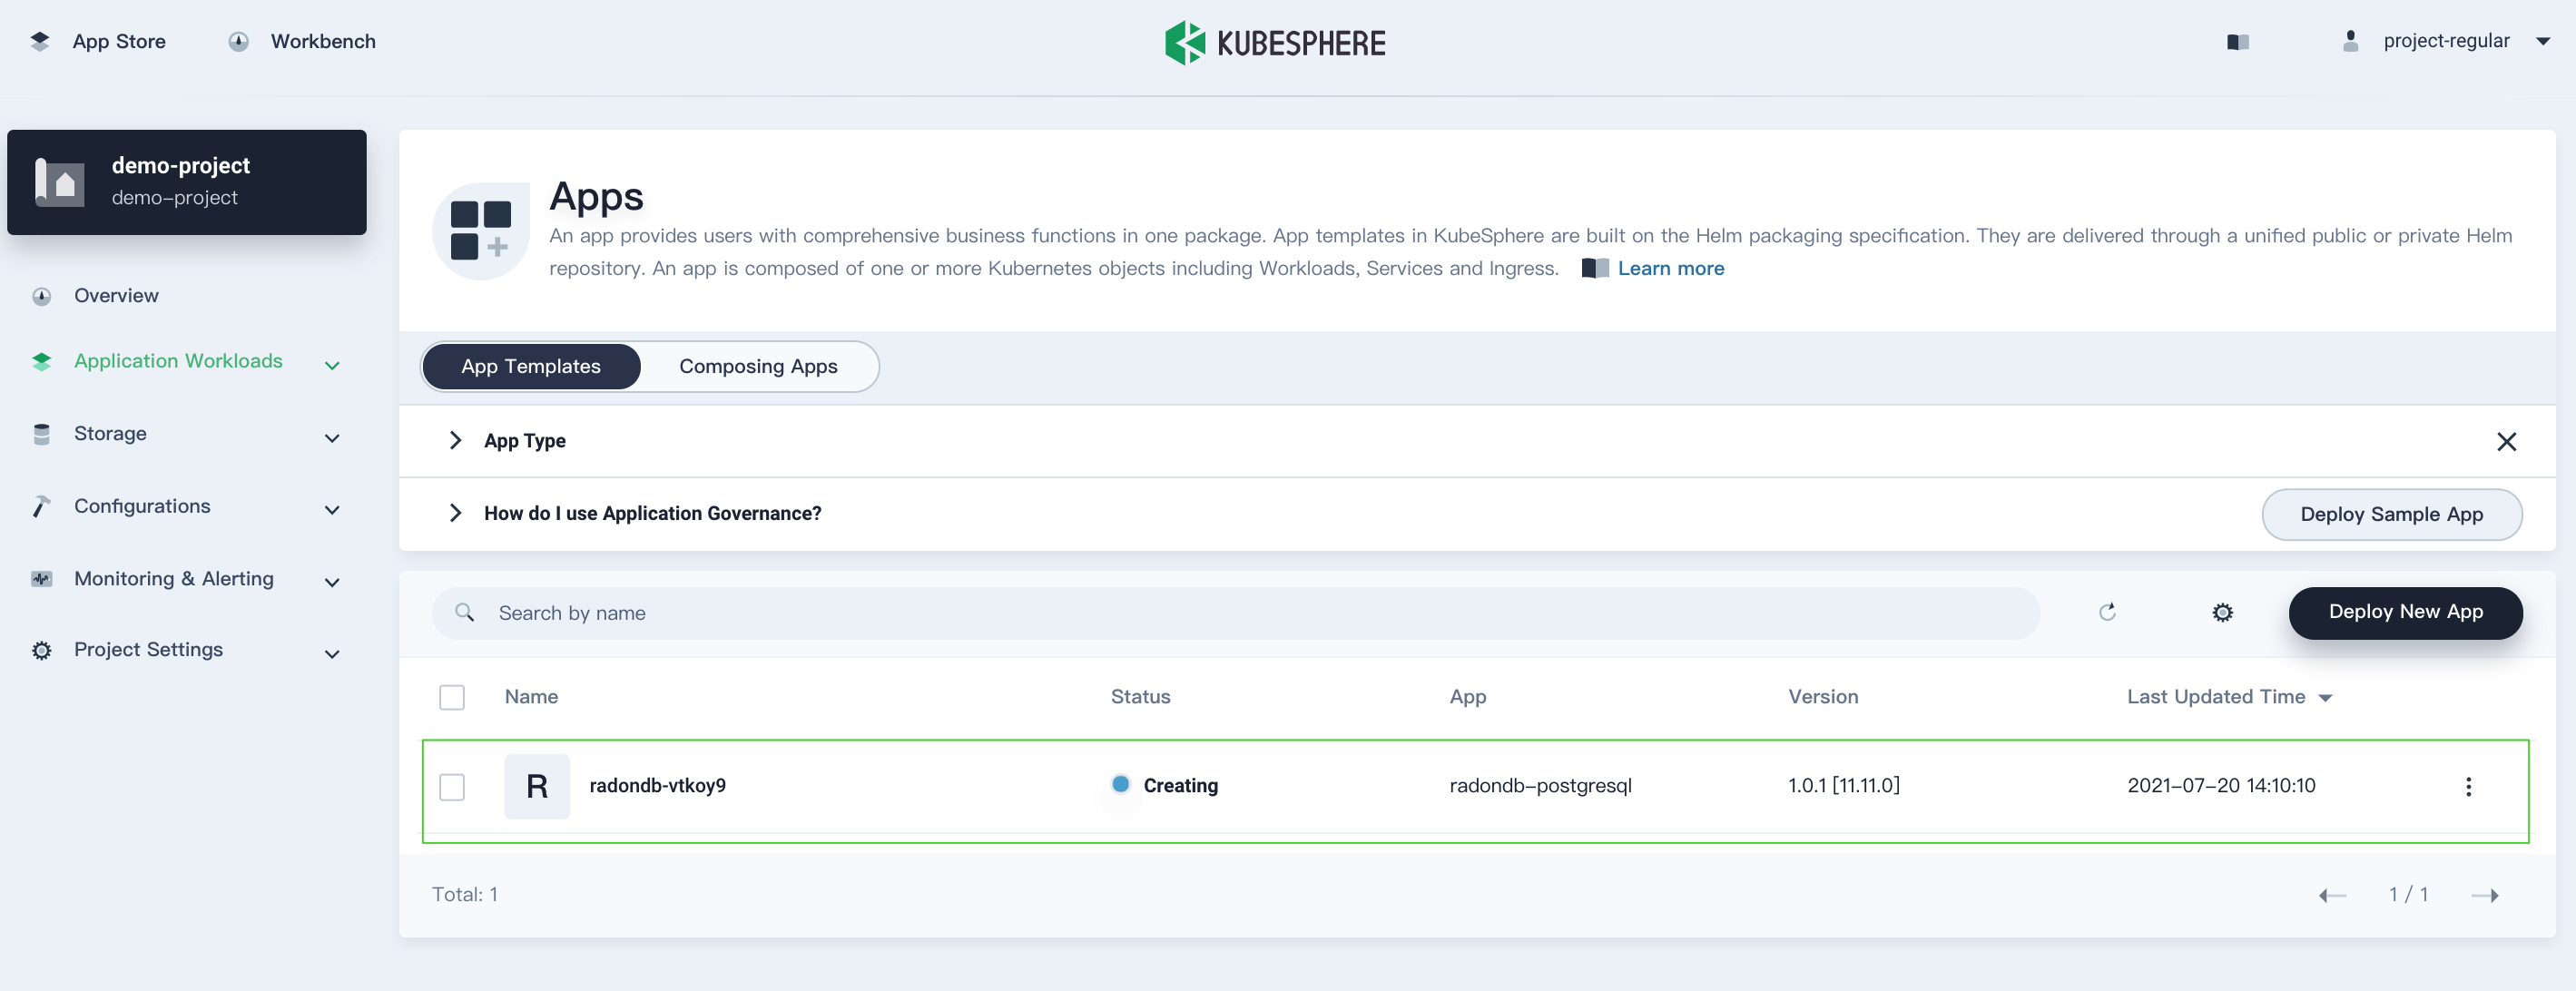 App Store
Workbench
KUBESPHERE
project-regular
demo-project
demo-project
Overview
Application Workloads
Storage
Configurations
Monitoring & Alerting
Project Settings
Apps
An app provides users with comprehensive business functions in one package. App templates in KubeSphere are built on the Helm packaging specification. They are delivered through a unified public or private Helm
repository. An app is composed of one or more Kubernetes objects including Workloads, Services and Ingress. Learn more
App Templates
Composing Apps
App Type
How do I use Application Governance?
Deploy Sample App
Search by name
Deploy New App
Name Status App Version Last Updated Time
R radondb-vtkoy9 Creating radondb-postgresql 1.0.1 [11.11.0] 2021-07-20 14:10:10
Total: 1
1 / 1